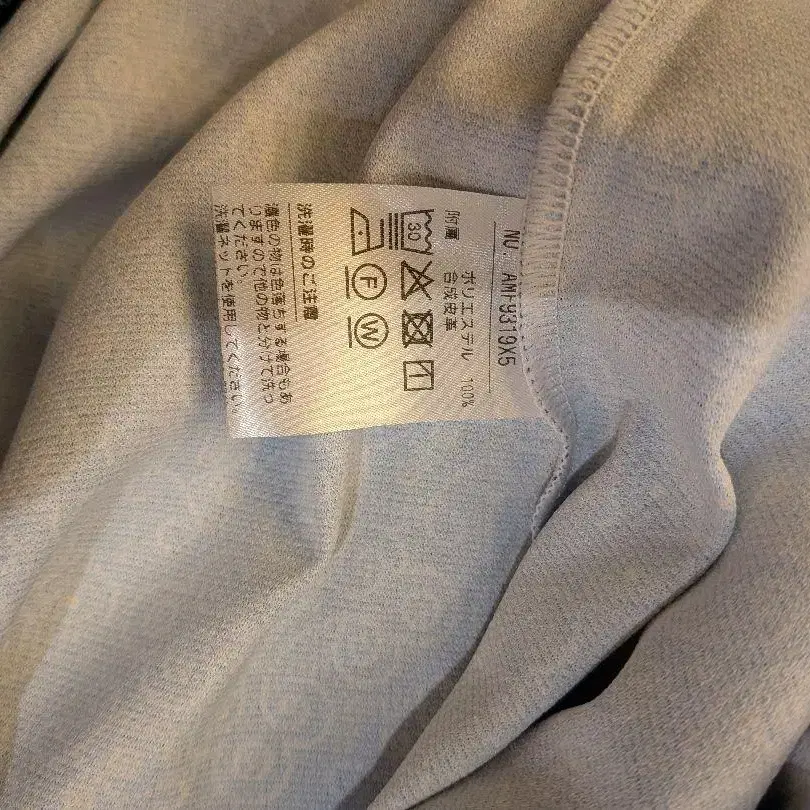 NO. AMF9319X5
ポリエステル 100%
附属 合成皮革
30
F
W
洗濯時のご注意
濃色の物は色落ちする場合もあ
りますので他の物と分けて洗っ
てください。
洗濯ネットを使用してください。